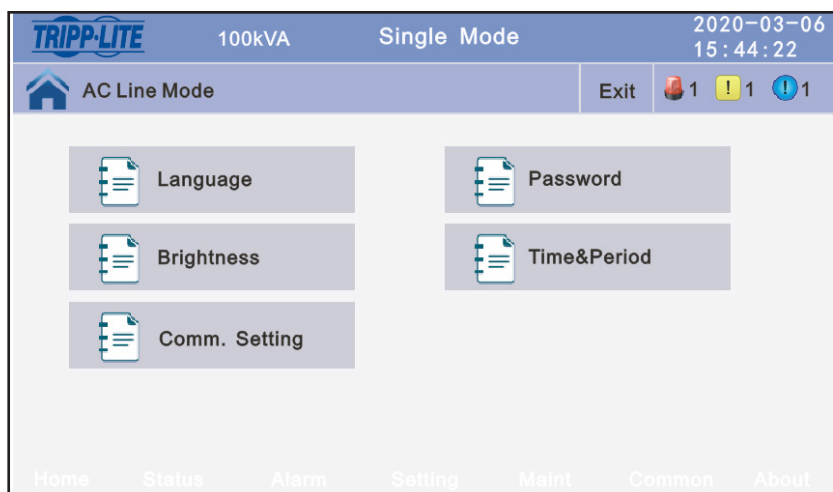 TRIPP·LITE 100kVA Single Mode 2020-03-06
15:44:22
AC Line Mode Exit 1 ! 1 ! 1
Language Password
Brightness Time&Period
Comm. Setting
Home Status Alarm Setting Maint Common About